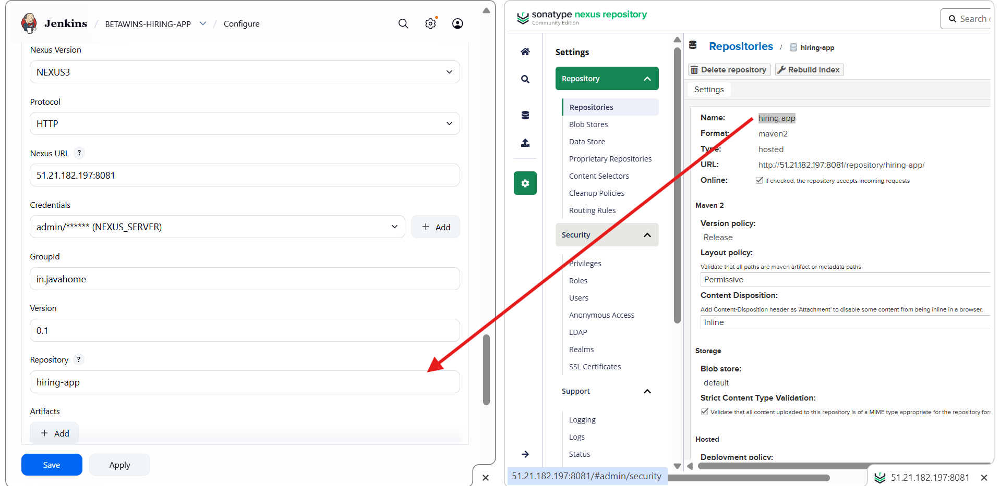 Jenkins / BETAWINS-HIRING-APP / Configure
Nexus Version
NEXUS3
Protocol
HTTP
Nexus URL ?
51.21.182.197:8081
Credentials
admin/****** (NEXUS_SERVER)
+ Add
GroupId
in.javahome
Version
0.1
Repository ?
hiring-app
Artifacts
+ Add
Save
Apply
sonatype nexus repository
Community Edition
Search
Settings
Repository
Repositories
Blob Stores
Data Store
Proprietary Repositories
Content Selectors
Cleanup Policies
Routing Rules
Security
Privileges
Roles
Users
Anonymous Access
LDAP
Realms
SSL Certificates
Support
Logging
Logs
Status
51.21.182.197:8081/#admin/security
Repositories / hiring-app
Delete repository
Rebuild index
Settings
Name: hiring-app
Format: maven2
Type: hosted
URL: http://51.21.182.197:8081/repository/hiring-app/
Online: If checked, the repository accepts incoming requests
Maven 2
Version policy:
Release
Layout policy:
Validate that all paths are maven artifact or metadata paths
Permissive
Content Disposition:
Add Content-Disposition header as 'Attachment' to disable some content from being inline in a browser.
Inline
Storage
Blob store:
default
Strict Content Type Validation:
Validate that all content uploaded to this repository is of a MIME type appropriate for the repository for
Hosted
Deployment policy:
51.21.182.197:8081